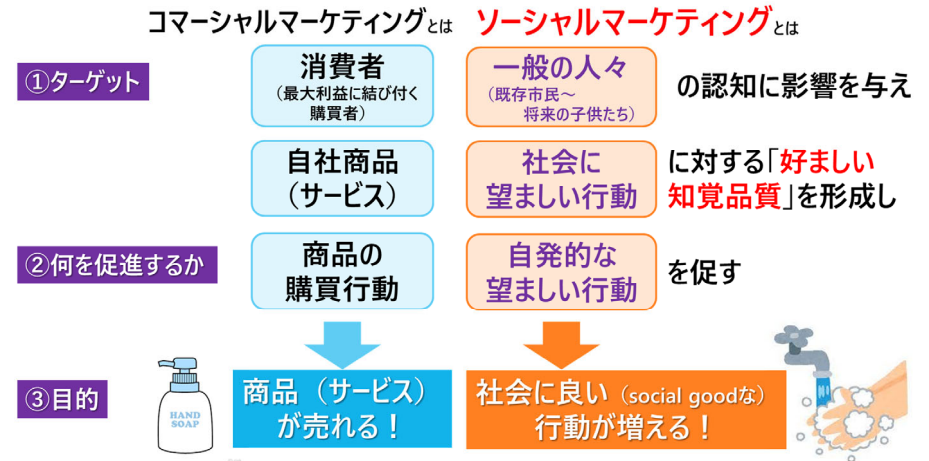 コマーシャルマーケティングとは
ソーシャルマーケティングとは
①ターゲット
消費者
（最大利益に結び付く
購買者）
一般の人々
（既存市民～
将来の子供たち）
の認知に影響を与え
自社商品
（サービス）
社会に
望ましい行動
に対する「好ましい
知覚品質」を形成し
②何を促進するか
商品の
購買行動
自発的な
望ましい行動
を促す
③目的
HAND
SOAP
商品（サービス）
が売れる！
社会に良い（social goodな）
行動が増える！